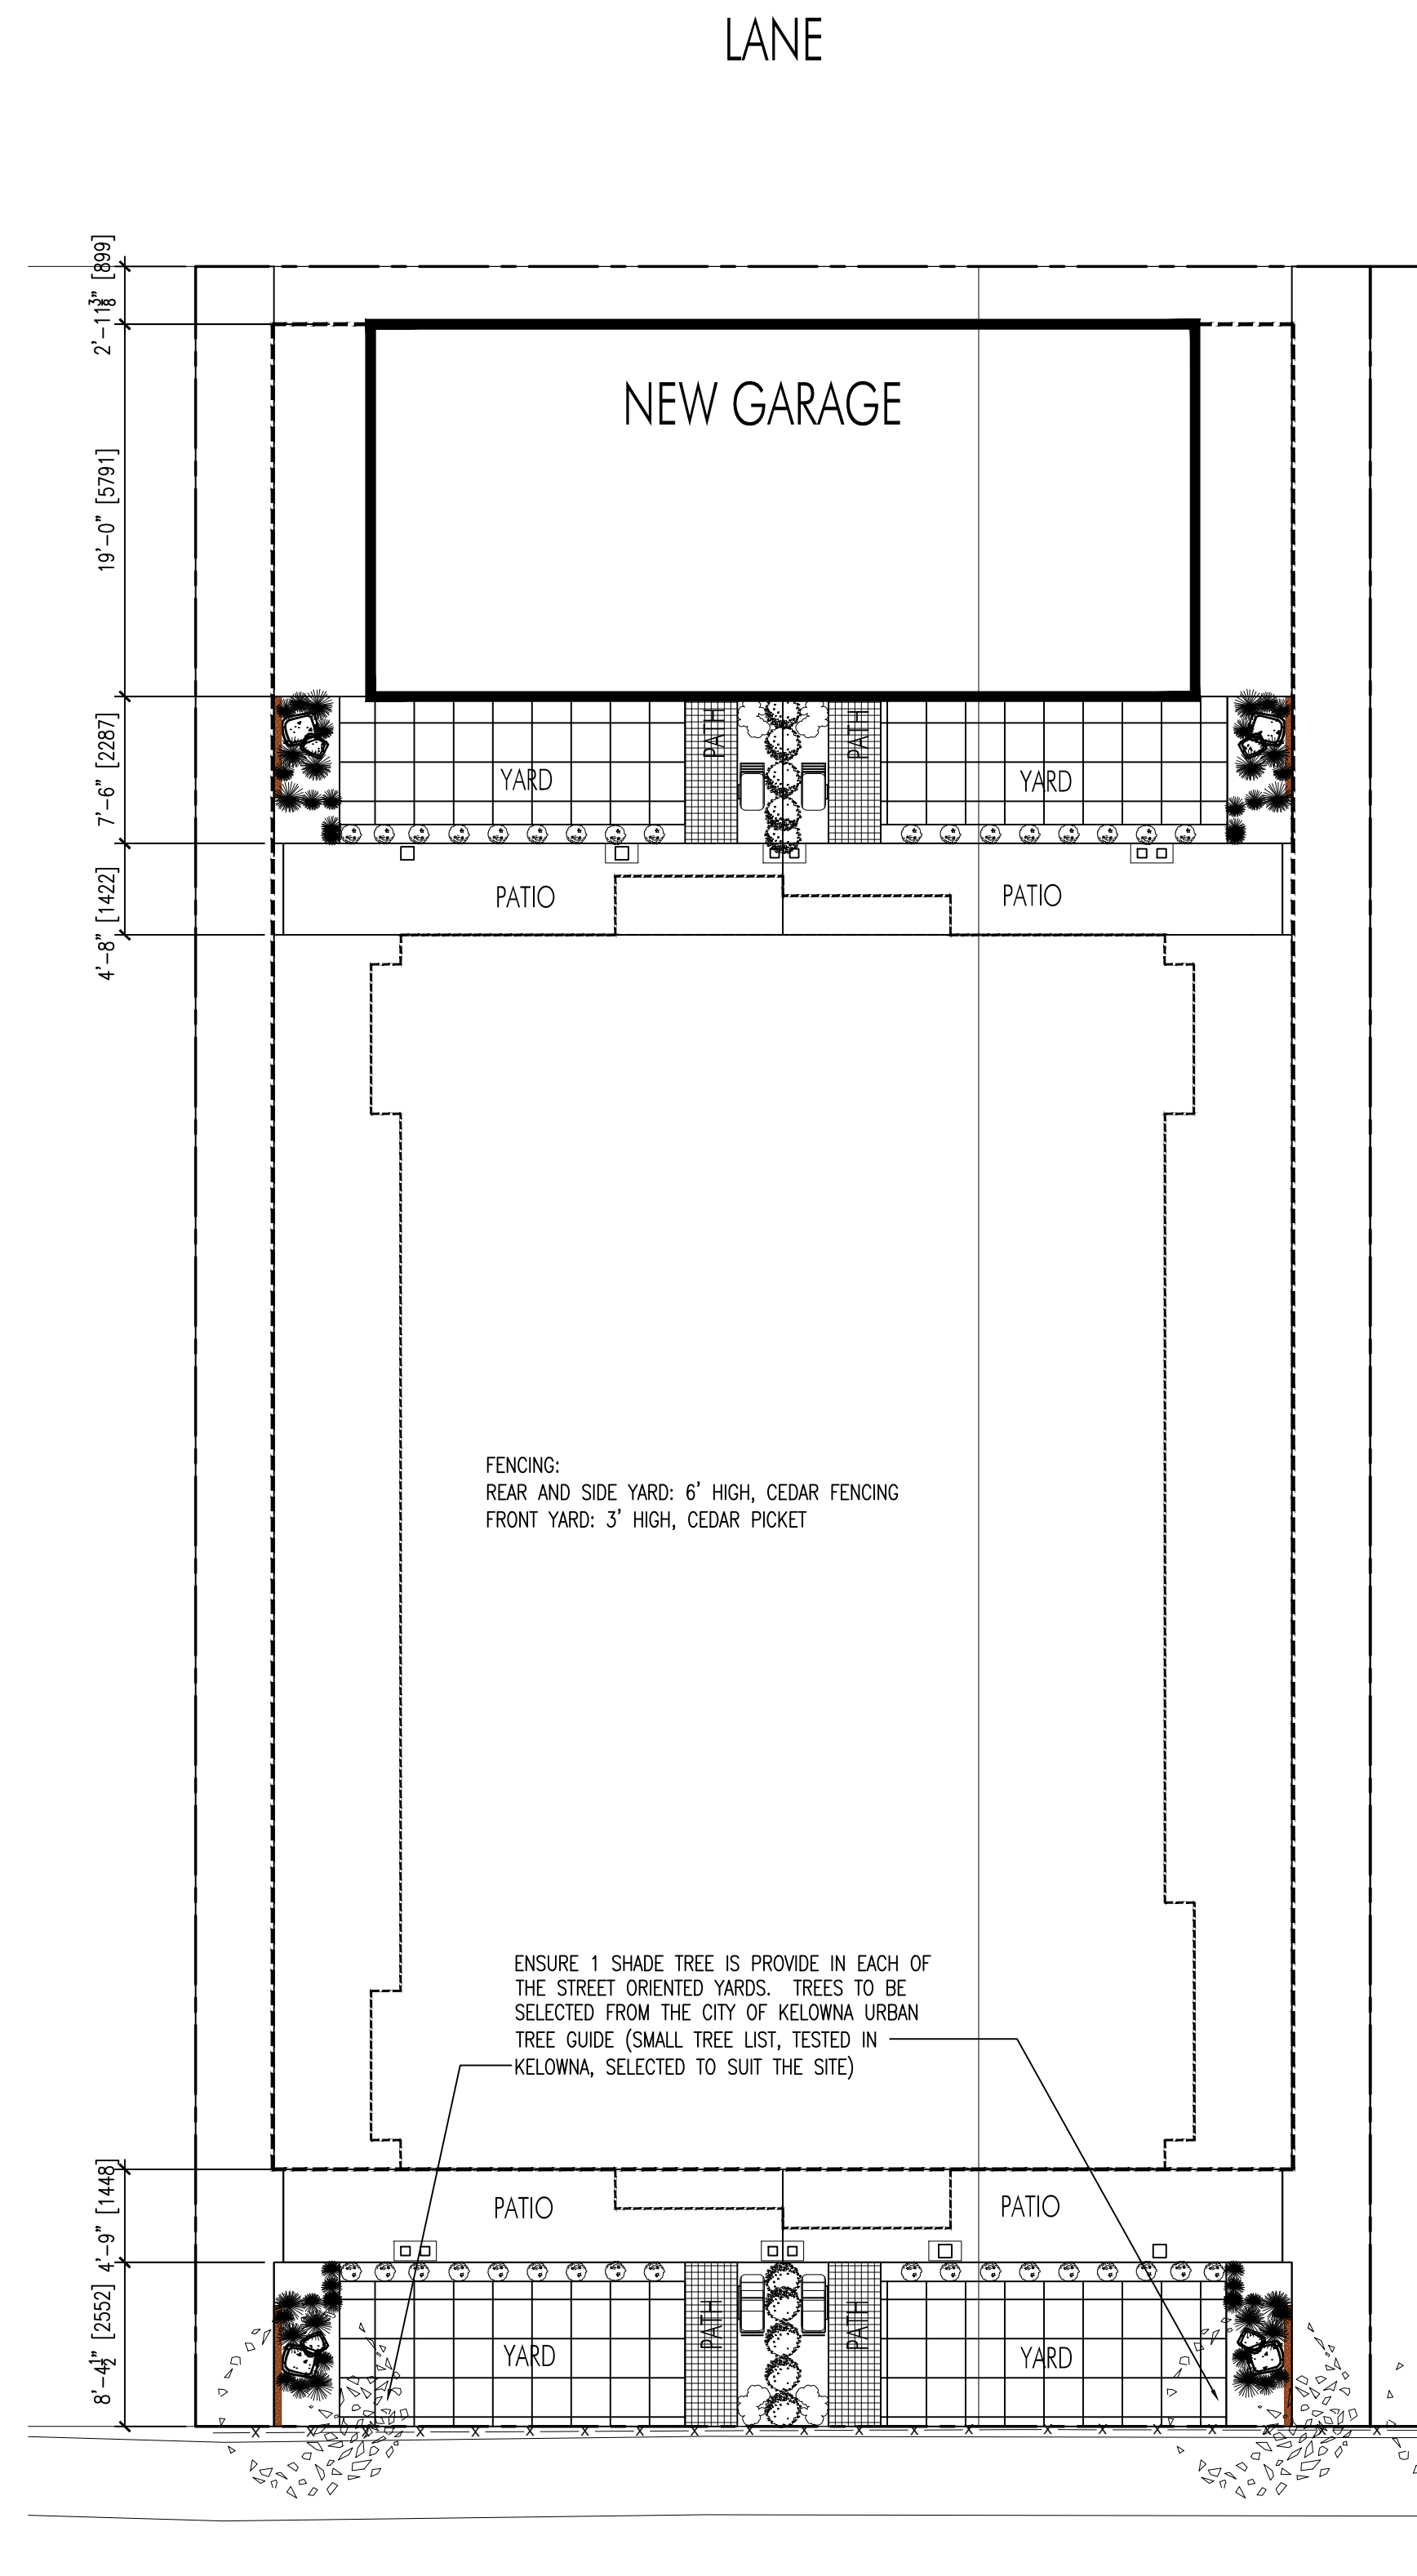 LANE
2'-11⅜" [899]
NEW GARAGE
19'-0" [5791]
7'-6" [2287]
PATH
PATH
YARD
YARD
4'-8" [1422]
PATIO
PATIO
FENCING:
REAR AND SIDE YARD: 6' HIGH, CEDAR FENCING
FRONT YARD: 3' HIGH, CEDAR PICKET
ENSURE 1 SHADE TREE IS PROVIDE IN EACH OF
THE STREET ORIENTED YARDS. TREES TO BE
SELECTED FROM THE CITY OF KELOWNA URBAN
TREE GUIDE (SMALL TREE LIST, TESTED IN
KELOWNA, SELECTED TO SUIT THE SITE)
4'-9" [1448]
PATIO
PATIO
8'-4½" [2552]
PATH
PATH
YARD
YARD